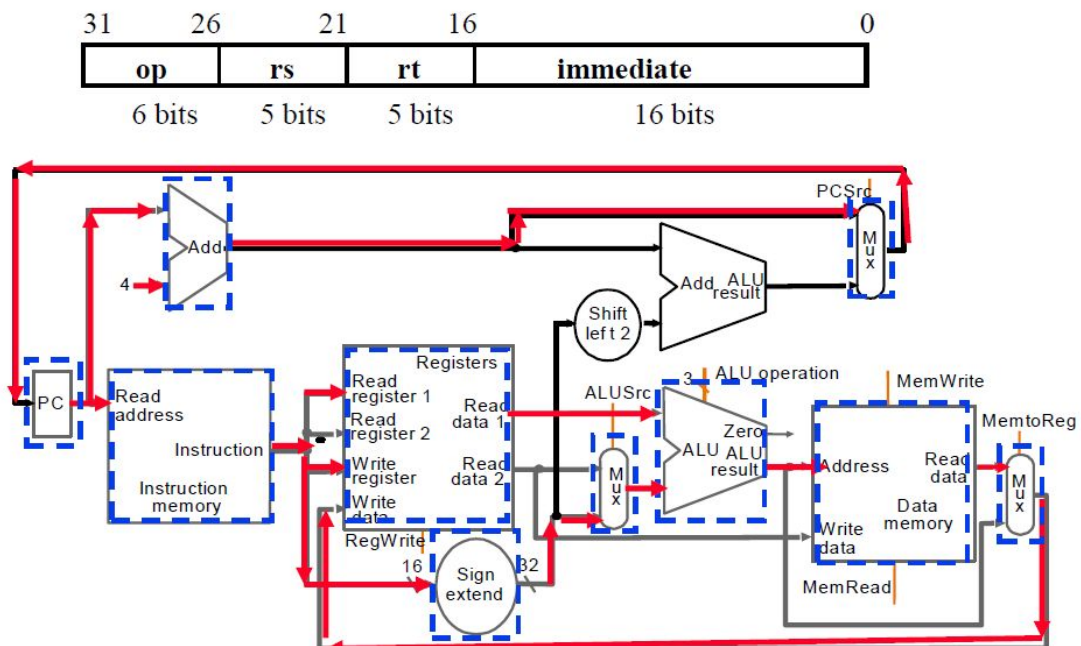 31 26 21 16 0
op rs rt immediate
6 bits 5 bits 5 bits 16 bits
PCSrc
Add
4
Mux
Add ALU result
Shift left 2
PC
Read address
Instruction
Instruction memory
Registers
Read register 1
Read register 2
Write register
Write data
Read data 1
Read data 2
RegWrite
16
Sign extend
32
ALUSrc
Mux
3
ALU operation
Zero
ALU
ALU result
MemWrite
Address
Read data
Data memory
Write data
MemRead
MemtoReg
Mux